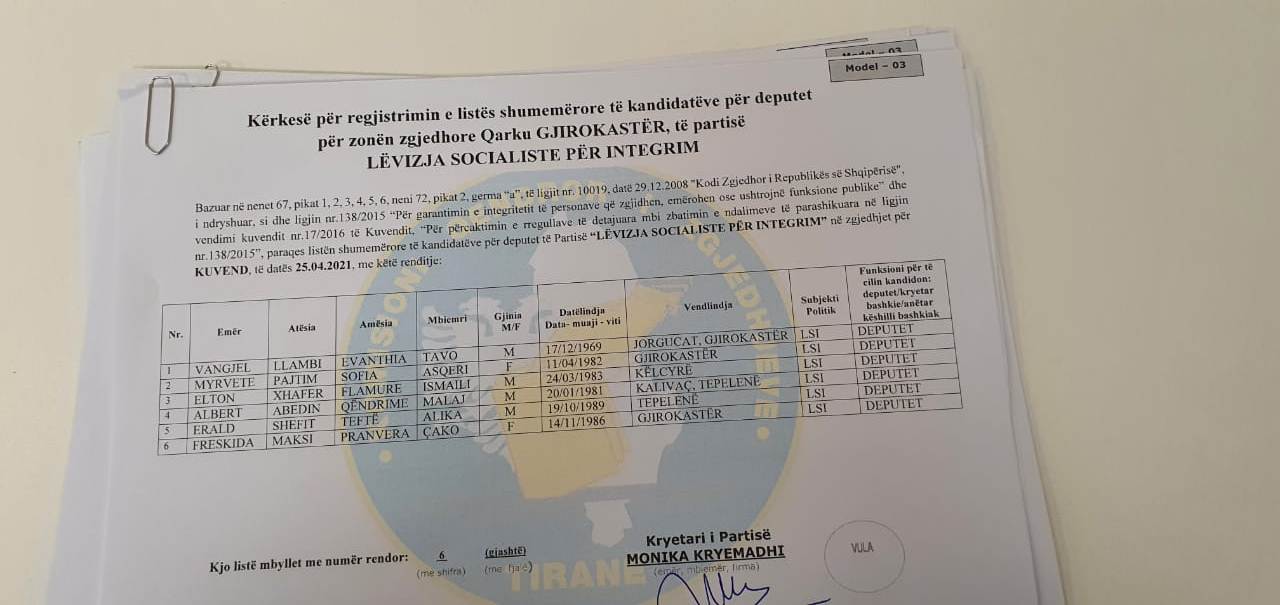 Model – 03
Model – 03
Kërkesë për regjistrimin e listës shumemërore të kandidatëve për deputet
për zonën zgjedhore Qarku GJIROKASTËR, të partisë
LËVIZJA SOCIALISTE PËR INTEGRIM
Bazuar në nenet 67, pikat 1, 2, 3, 4, 5, 6, neni 72, pikat 2, germa “a”, të ligjit nr. 10019, datë 29.12.2008 "Kodi Zgjedhor i Republikës së Shqipërisë",
i ndryshuar, si dhe ligjin nr.138/2015 “Për garantimin e integritetit të personave që zgjidhen, emërohen ose ushtrojnë funksione publike” dhe
vendimi kuvendit nr.17/2016 të Kuvendit, “Për përcaktimin e rregullave të detajuara mbi zbatimin e ndalimeve të parashikuara në ligjin
nr.138/2015”, paraqes listën shumemërore të kandidatëve për deputet të Partisë “LËVIZJA SOCIALISTE PËR INTEGRIM” në zgjedhjet për
KUVEND, të datës 25.04.2021, me këtë renditje:
Nr. Emër Atësia Amësia Mbiemri Gjinia M/F Datëlindja Data- muaji - viti Vendlindja Subjekti Politik Funksioni për të cilin kandidon: deputet/kryetar bashkie/anëtar këshilli bashkiak
1 VANGJEL LLAMBI EVANTHIA TAVO M 17/12/1969 JORGUCAT, GJIROKASTËR LSI DEPUTET
2 MYRVETE PAJTIM SOFIA ASQERI F 11/04/1982 GJIROKASTËR LSI DEPUTET
3 ELTON XHAFER FLAMURE ISMAILI M 24/03/1983 KËLCYRË LSI DEPUTET
4 ALBERT ABEDIN QËNDRIME MALAJ M 20/01/1981 KALIVAÇ, TEPELENË LSI DEPUTET
5 ERALD SHEFIT TEFTË ALIKA M 19/10/1989 TEPELENË LSI DEPUTET
6 FRESKIDA MAKSI PRANVERA ÇAKO F 14/11/1986 GJIROKASTËR LSI DEPUTET
Kjo listë mbyllet me numër rendor: 6 (gjashtë)
(me shifra) (me fjalë)
Kryetari i Partisë
MONIKA KRYEMADHI
(emër, mbiemër, firma)
VULA
TIRANE